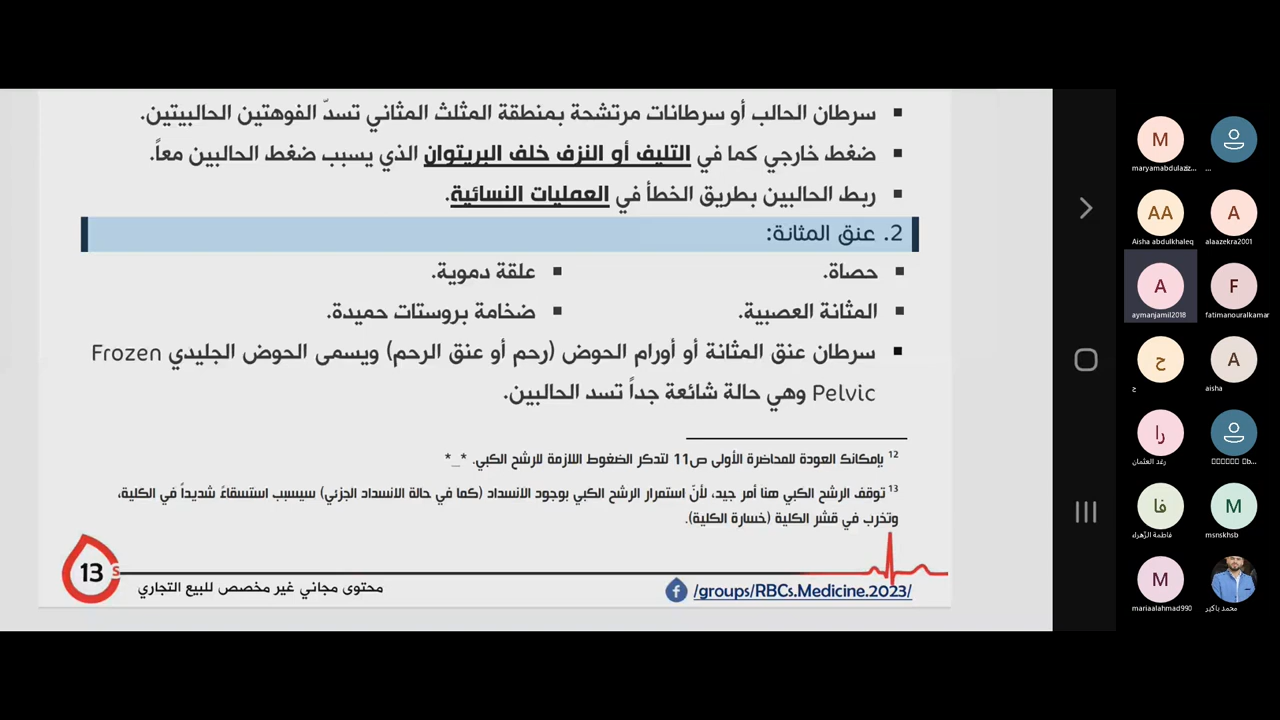 ▪ سرطان الحالب أو سرطانات مرتشحة بمنطقة المثلث المثاني تسدّ الفوهتين الحالبيتين.
▪ ضغط خارجي كما في التليف أو النزف خلف البريتوان الذي يسبب ضغط الحالبين معاً.
▪ ربط الحالبين بطريق الخطأ في العمليات النسائية.
2. عنق المثانة:
▪ حصاة. ▪ علقة دموية.
▪ المثانة العصبية. ▪ ضخامة بروستات حميدة.
▪ سرطان عنق المثانة أو أورام الحوض (رحم أو عنق الرحم) ويسمى الحوض الجليدي Frozen
Pelvic وهي حالة شائعة جداً تسد الحالبين.
12 بإمكانك العودة للمحاضرة الأولى ص11 لتدكر الضغوط اللازمة للرشح الكبي. *_*
13 توقف الرشح الكبي هنا أمر جيد، لأنّ استمرار الرشح الكبي بوجود الانسداد (كما في حالة الانسداد الجزئي) سيسبب استسقاءً شديداً في الكلية،
وتخرب في قشر الكلية (خسارة الكلية).
/groups/RBCs.Medicine.2023/
محتوى مجاني غير مخصص للبيع التجاري
13
S
M
maryamabdulaziz...
...
AA
Aisha abdulkhaleq
A
alaazekra2001
A
aymanjamil2018
F
fatimanouralkamar
ح
ح
A
aisha
را
رغد العثمان
فا
فاطمة الزهراء
M
msnskhsb
M
mariaalahmad990
محمد باكير